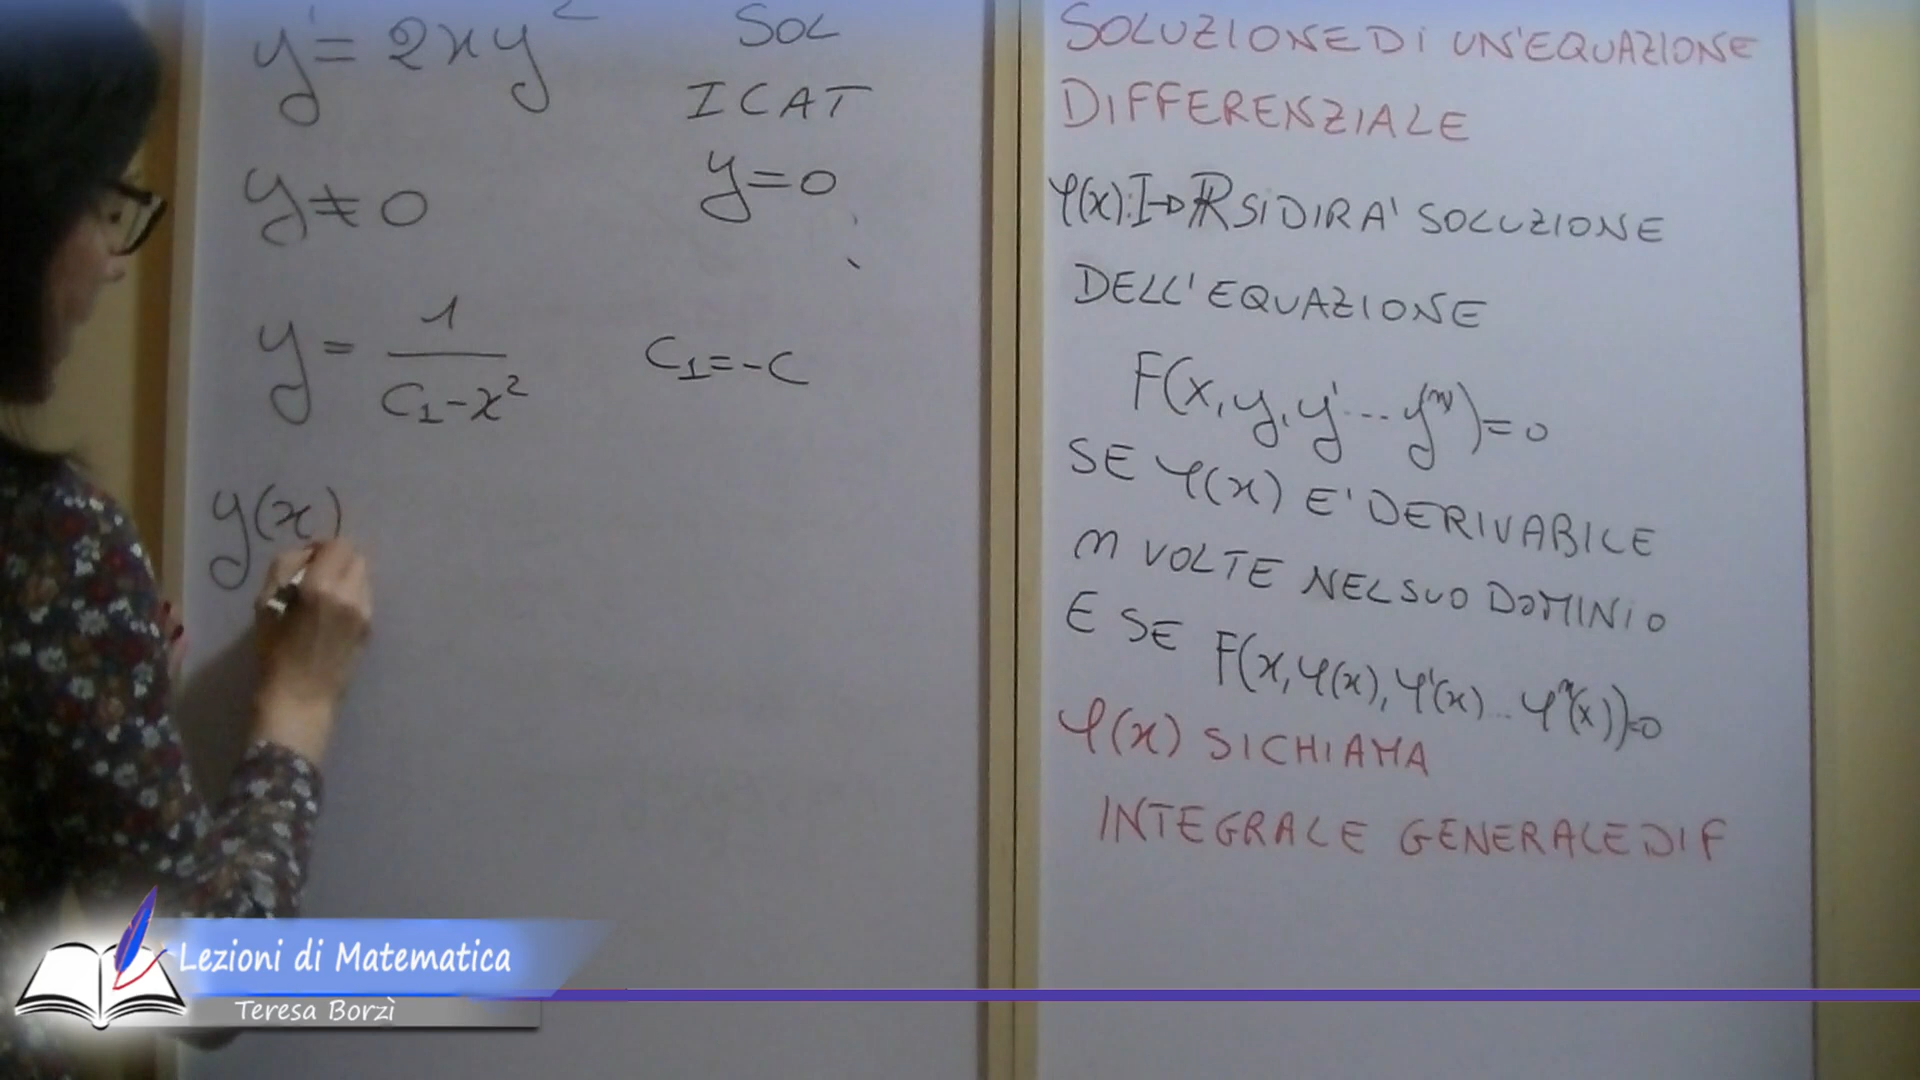 y' = 2xy²
SOL
ICAT
y≠0
y=0
y = 1/(C₁-x²)
C₁=-C
y(x)
SOLUZIONE DI UN'EQUAZIONE
DIFFERENZIALE
φ(x):I→ℝ SI DIRA' SOLUZIONE
DELL'EQUAZIONE
F(x,y,y'...yⁿ)=0
SE φ(x) E' DERIVABILE
n VOLTE NEL SUO DOMINIO
E SE F(x,φ(x),φ'(x)...φⁿ(x))=0
φ(x) SI CHIAMA
INTEGRALE GENERALE DI F
Lezioni di Matematica
Teresa Borzì